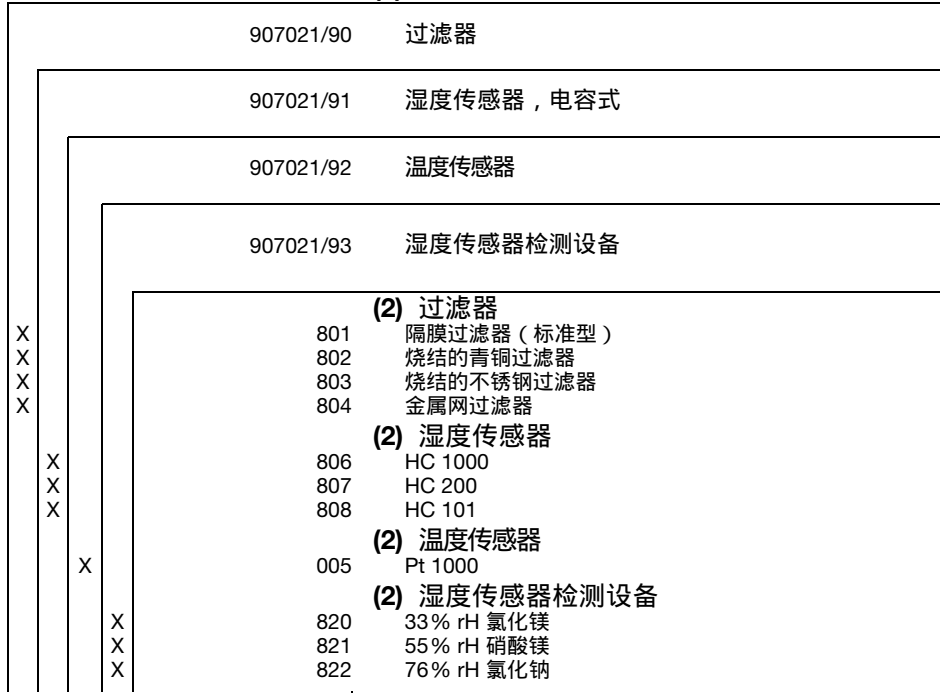 907021/90 过滤器
907021/91 湿度传感器，电容式
907021/92 温度传感器
907021/93 湿度传感器检测设备
(2) 过滤器
X 801 隔膜过滤器（标准型）
X 802 烧结的青铜过滤器
X 803 烧结的不锈钢过滤器
X 804 金属网过滤器
(2) 湿度传感器
X 806 HC 1000
X 807 HC 200
X 808 HC 101
(2) 温度传感器
X 005 Pt 1000
(2) 湿度传感器检测设备
X 820 33% rH 氯化镁
X 821 55% rH 硝酸镁
X 822 76% rH 氯化钠